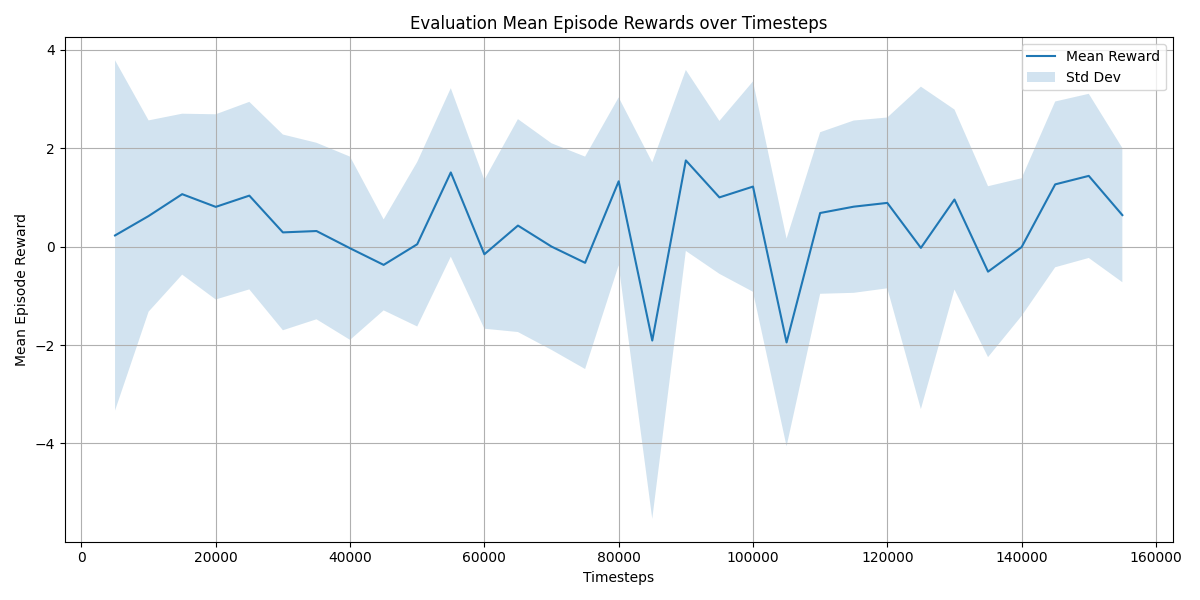 Evaluation Mean Episode Rewards over Timesteps
Mean Reward
Std Dev
Mean Episode Reward
4
2
0
−2
−4
0 20000 40000 60000 80000 100000 120000 140000 160000
Timesteps